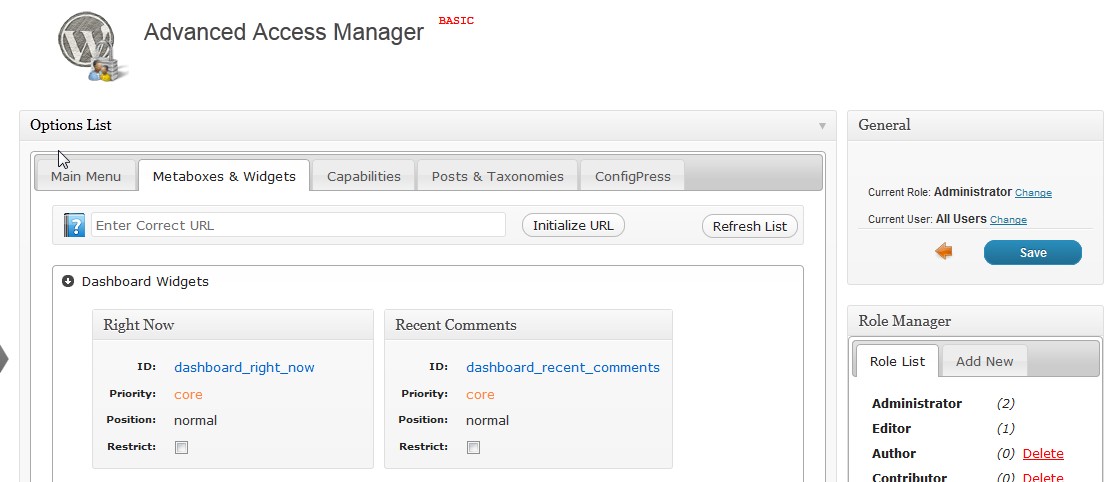 Advanced Access Manager BASIC
Options List
Main Menu
Metaboxes & Widgets
Capabilities
Posts & Taxonomies
ConfigPress
?
Enter Correct URL
Initialize URL
Refresh List
Dashboard Widgets
Right Now
ID: dashboard_right_now
Priority: core
Position: normal
Restrict:
Recent Comments
ID: dashboard_recent_comments
Priority: core
Position: normal
Restrict:
General
Current Role: Administrator Change
Current User: All Users Change
Save
Role Manager
Role List
Add New
Administrator (2)
Editor (1)
Author (0) Delete
Contributor (0) Delete